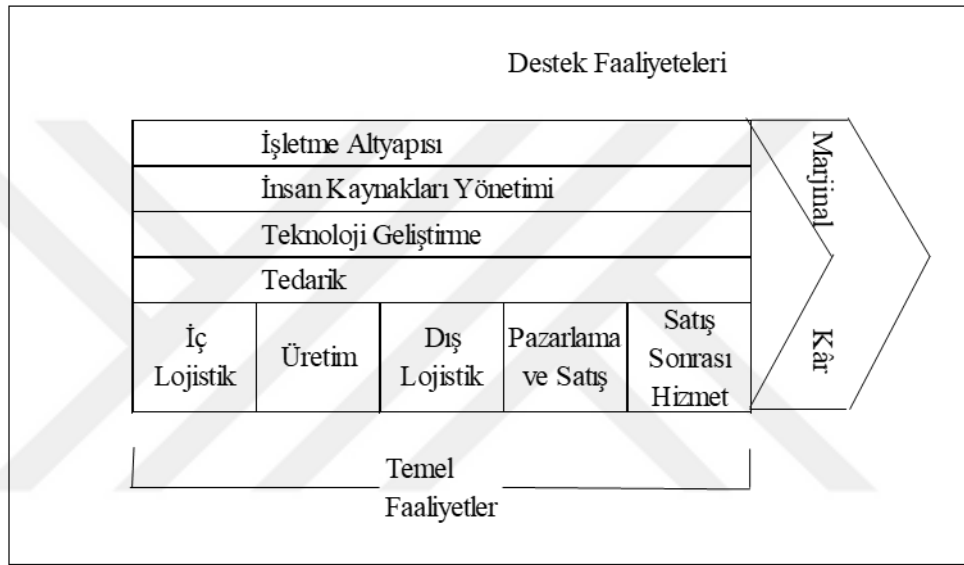 Destek Faaliyeteleri
İşletme Altyapısı
İnsan Kaynakları Yönetimi
Teknoloji Geliştirme
Tedarik
İç
Lojistik
Üretim
Dış
Lojistik
Pazarlama
ve Satış
Satış
Sonrası
Hizmet
Marjinal
Kâr
Temel
Faaliyetler